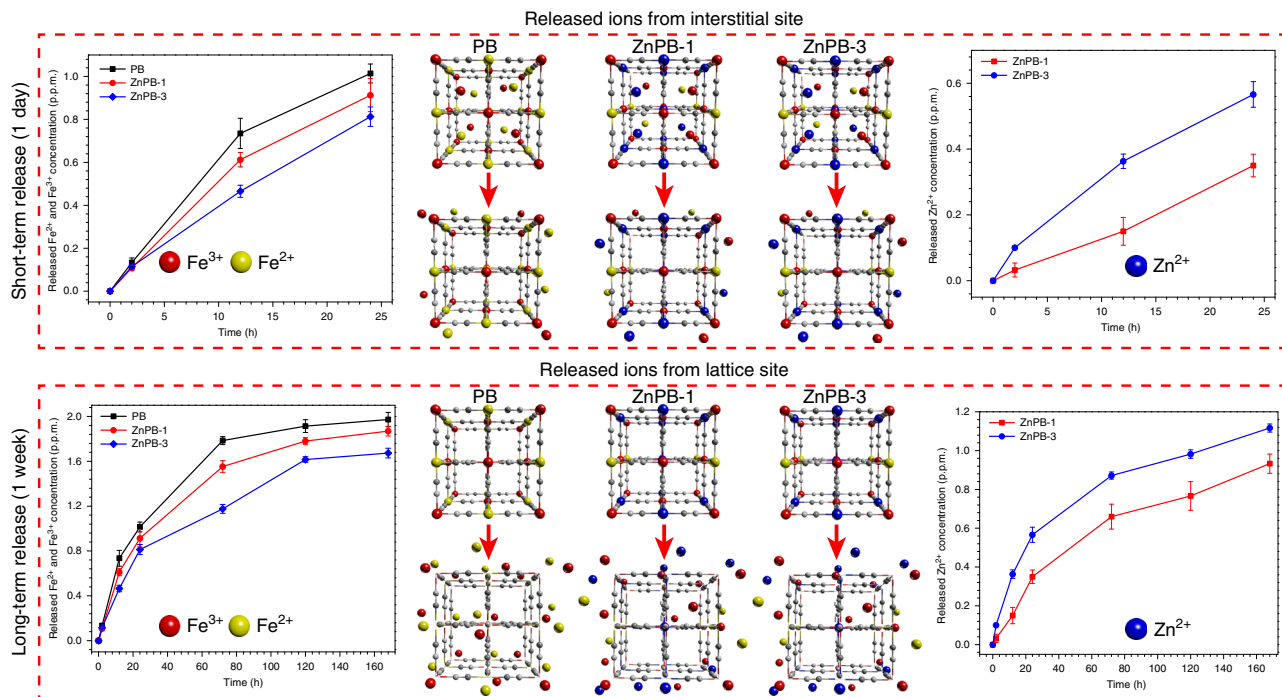 Released ions from interstitial site
Short-term release (1 day)
Released Fe²⁺ and Fe³⁺ concentration (p.p.m.)
1.0
0.8
0.6
0.4
0.2
0.0
PB
ZnPB-1
ZnPB-3
Fe³⁺ Fe²⁺
0 5 10 15 20 25
Time (h)
PB ZnPB-1 ZnPB-3
Released Zn²⁺ concentration (p.p.m.)
0.6
0.4
0.2
0.0
ZnPB-1
ZnPB-3
Zn²⁺
0 5 10 15 20 25
Time (h)
Released ions from lattice site
Long-term release (1 week)
Released Fe²⁺ and Fe³⁺ concentration (p.p.m.)
2.0
1.6
1.2
0.8
0.4
0.0
PB
ZnPB-1
ZnPB-3
Fe³⁺ Fe²⁺
0 20 40 60 80 100 120 140 160
Time (h)
PB ZnPB-1 ZnPB-3
Released Zn²⁺ concentration (p.p.m.)
1.2
1.0
0.8
0.6
0.4
0.2
0.0
ZnPB-1
ZnPB-3
Zn²⁺
0 20 40 60 80 100 120 140 160
Time (h)